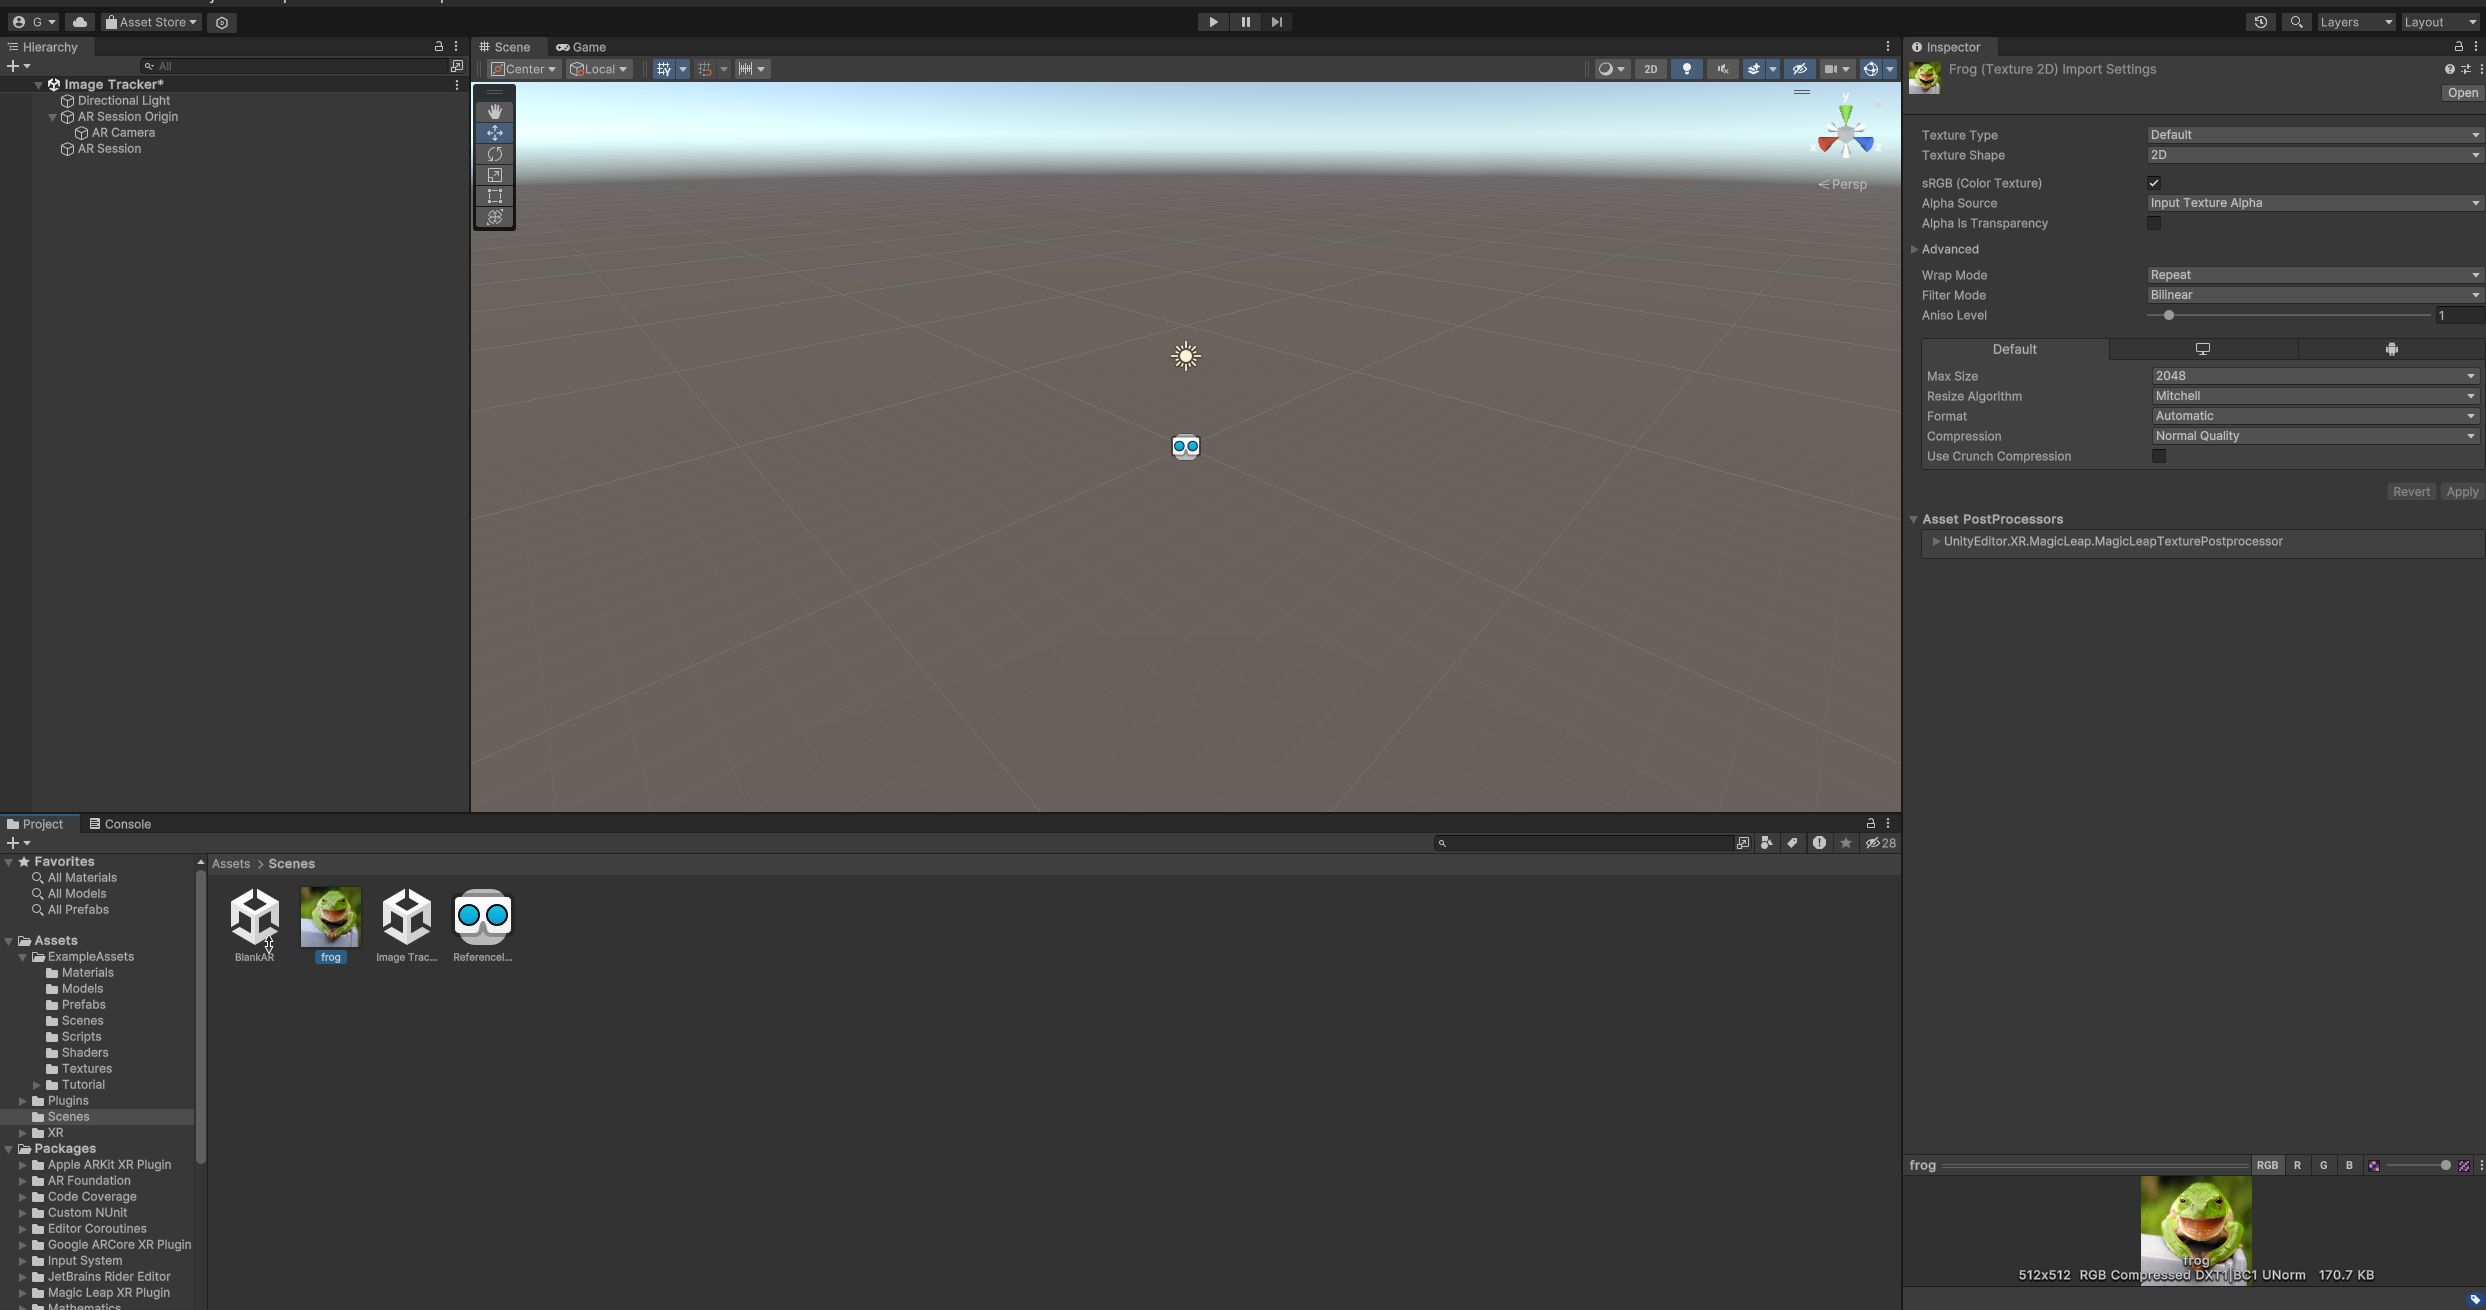 G
Asset Store
Layers
Layout
Hierarchy
All
Image Tracker*
Directional Light
AR Session Origin
AR Camera
AR Session
Scene
Game
Center
Local
2D
y
x
z
Persp
Inspector
Frog (Texture 2D) Import Settings
Open
Texture Type
Default
Texture Shape
2D
sRGB (Color Texture)
Alpha Source
Input Texture Alpha
Alpha Is Transparency
Advanced
Wrap Mode
Repeat
Filter Mode
Bilinear
Aniso Level
1
Default
Max Size
2048
Resize Algorithm
Mitchell
Format
Automatic
Compression
Normal Quality
Use Crunch Compression
Revert
Apply
Asset PostProcessors
UnityEditor.XR.MagicLeap.MagicLeapTexturePostprocessor
Project
Console
28
Favorites
All Materials
All Models
All Prefabs
Assets
ExampleAssets
Materials
Models
Prefabs
Scenes
Scripts
Shaders
Textures
Tutorial
Plugins
Scenes
XR
Packages
Apple ARKit XR Plugin
AR Foundation
Code Coverage
Custom NUnit
Editor Coroutines
Google ARCore XR Plugin
Input System
JetBrains Rider Editor
Magic Leap XR Plugin
Mathematics
Assets > Scenes
BlankAR
frog
Image Trac...
ReferenceI...
frog
RGB
R
G
B
frog
512x512 RGB Compressed DXT1|BC1 UNorm 170.7 KB